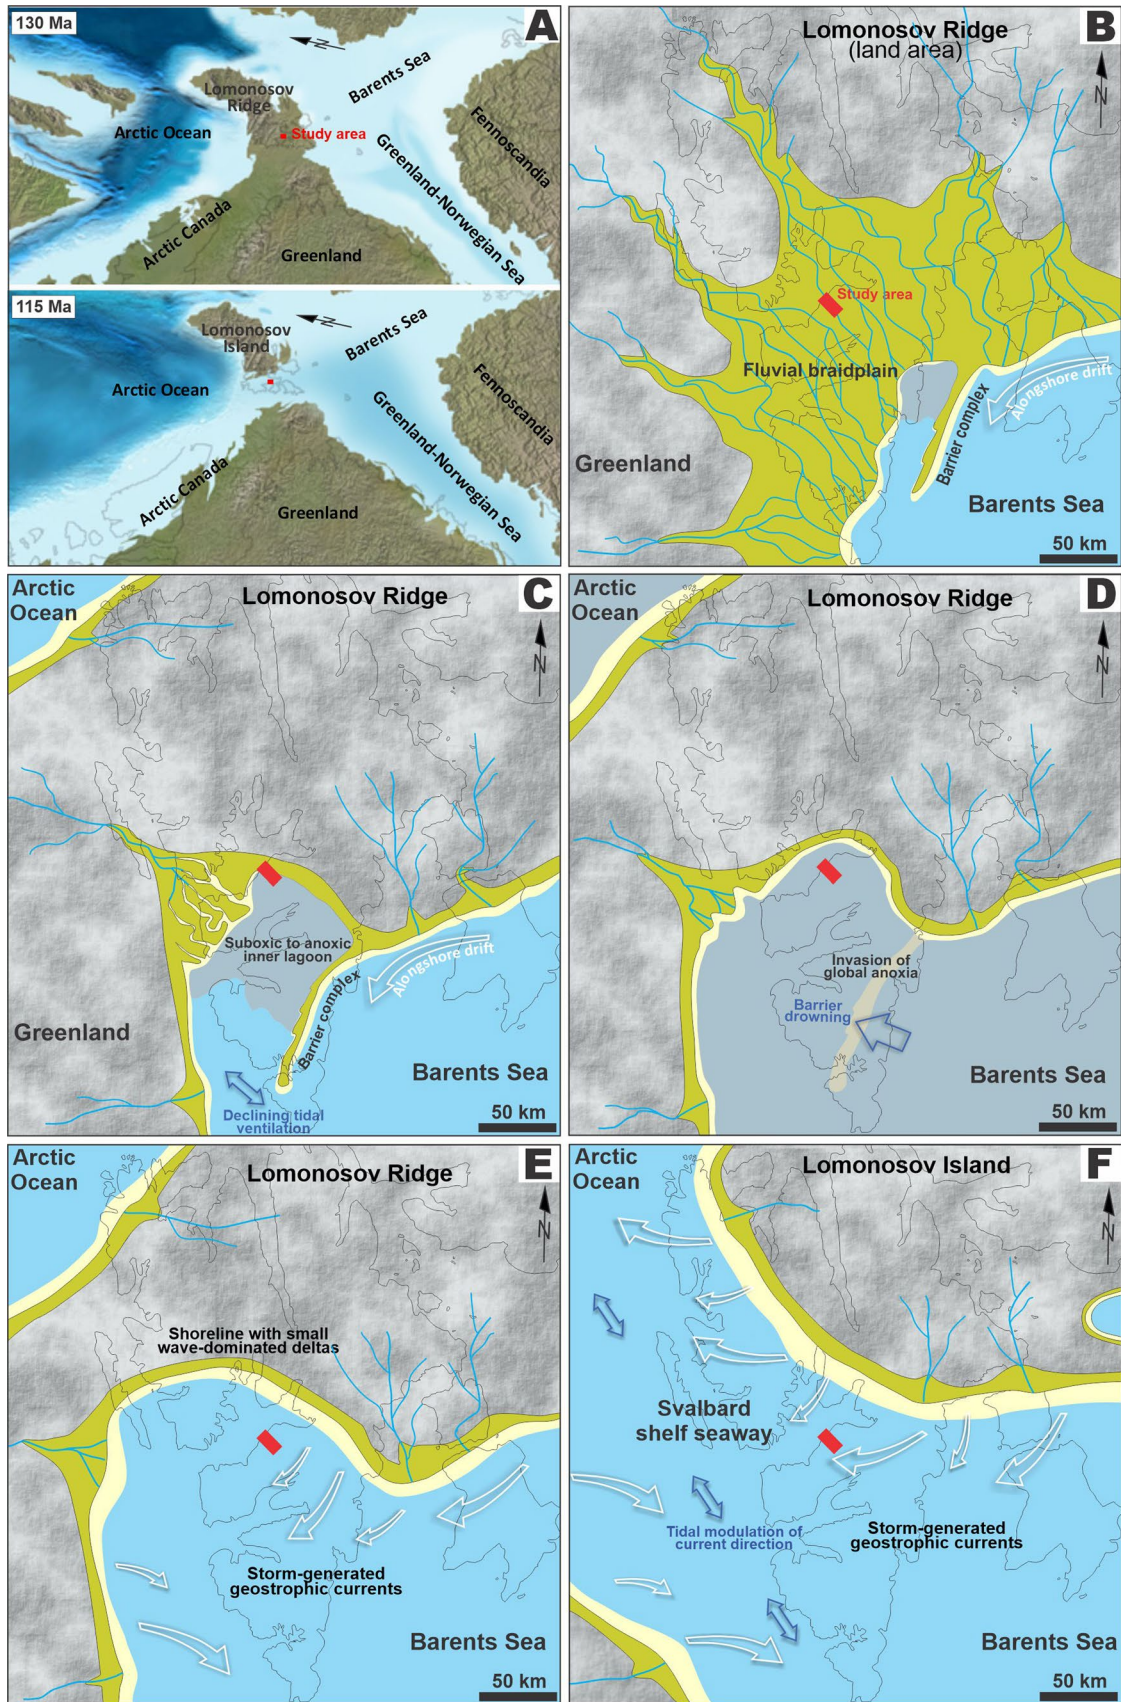 130 Ma
A
N
Barents Sea
Lomonosov
Ridge
Arctic Ocean
Study area
Fennoscandia
Greenland-Norwegian Sea
Arctic Canada
Greenland
115 Ma
N
Barents Sea
Lomonosov
Island
Arctic Ocean
Fennoscandia
Greenland-Norwegian Sea
Arctic Canada
Greenland
B
Lomonosov Ridge
(land area)
N
Study area
Fluvial braidplain
Alongshore drift
Barrier complex
Greenland
Barents Sea
50 km
Arctic
Ocean
Lomonosov Ridge
C
N
Suboxic to anoxic
inner lagoon
Alongshore drift
Barrier complex
Greenland
Barents Sea
Declining tidal
ventilation
50 km
Arctic
Ocean
Lomonosov Ridge
D
N
Invasion of
global anoxia
Barrier
drowning
Barents Sea
50 km
Arctic
Ocean
Lomonosov Ridge
E
N
Shoreline with small
wave-dominated deltas
Storm-generated
geostrophic currents
Barents Sea
50 km
Arctic
Ocean
Lomonosov Island
F
N
Svalbard
shelf seaway
Tidal modulation of
current direction
Storm-generated
geostrophic currents
Barents Sea
50 km